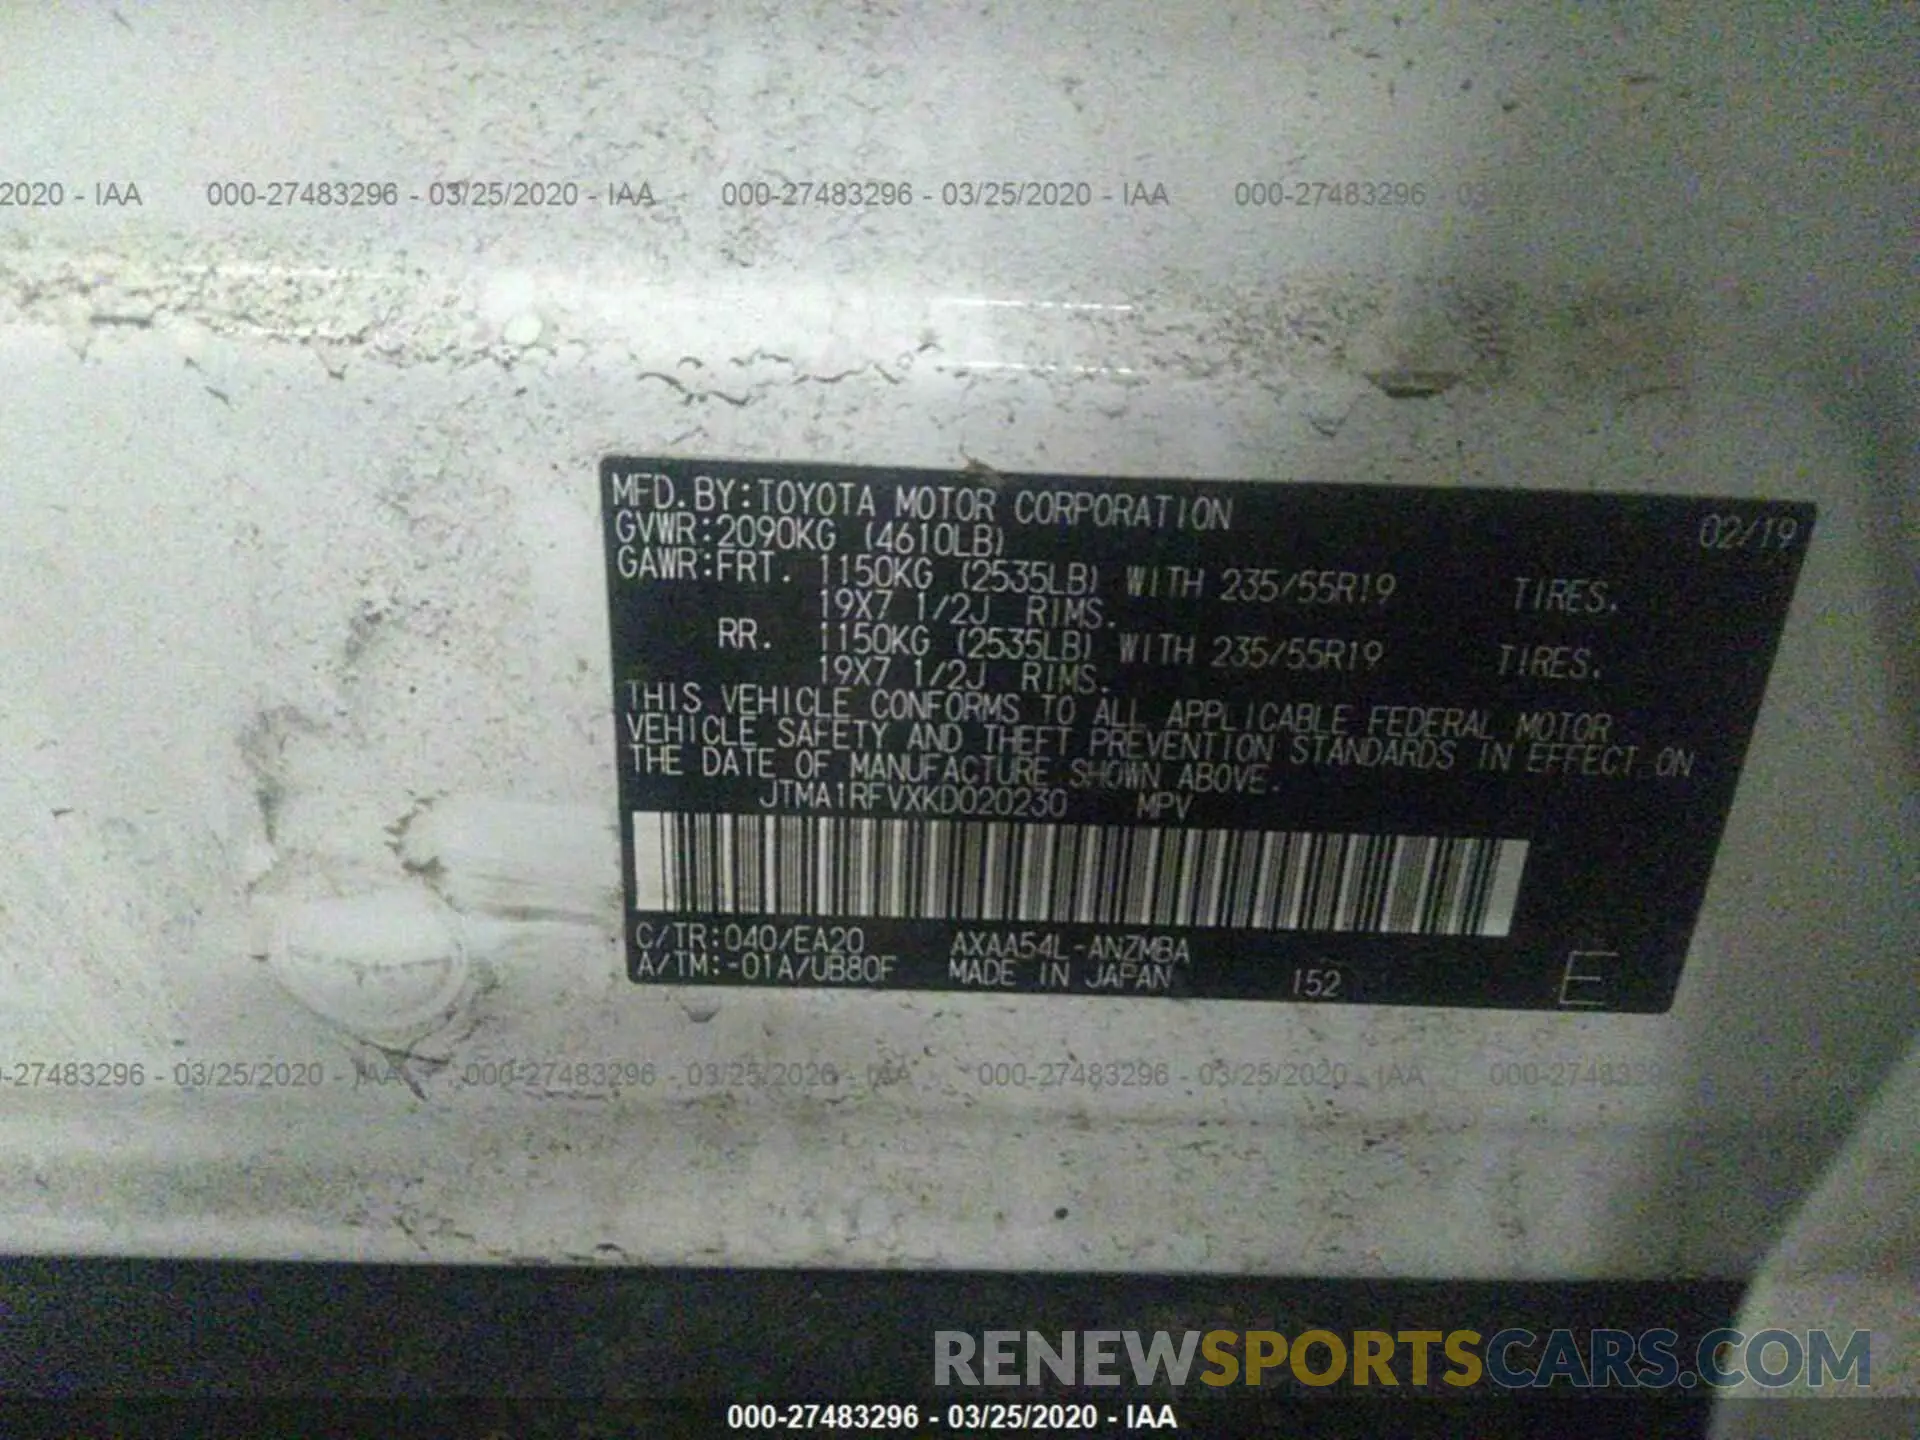 2020 - IAA 000-27483296 - 03/25/2020 - IAA 000-27483296 - 03/25/2020 - IAA 000-27483296 -
MFD.BY:TOYOTA MOTOR CORPORATION 02/19
GVWR:2090KG (4610LB)
GAWR:FRT. 1150KG (2535LB) WITH 235/55R19 TIRES.
19X7 1/2J RIMS.
RR. 1150KG (2535LB) WITH 235/55R19 TIRES.
19X7 1/2J RIMS.
THIS VEHICLE CONFORMS TO ALL APPLICABLE FEDERAL MOTOR
VEHICLE SAFETY AND THEFT PREVENTION STANDARDS IN EFFECT ON
THE DATE OF MANUFACTURE SHOWN ABOVE.
JTMA1RFVXKD020230 MPV
C/TR:040/EA20 AXAA54L-ANZMBA
A/TM:-01A/UB80F MADE IN JAPAN 152 E
-27483296 - 03/25/2020 - IAA 000-27483296 - 03/25/2020 - IAA 000-27483296 - 03/25/2020 - IAA
RENEWSPORTSCARS.COM
000-27483296 - 03/25/2020 - IAA